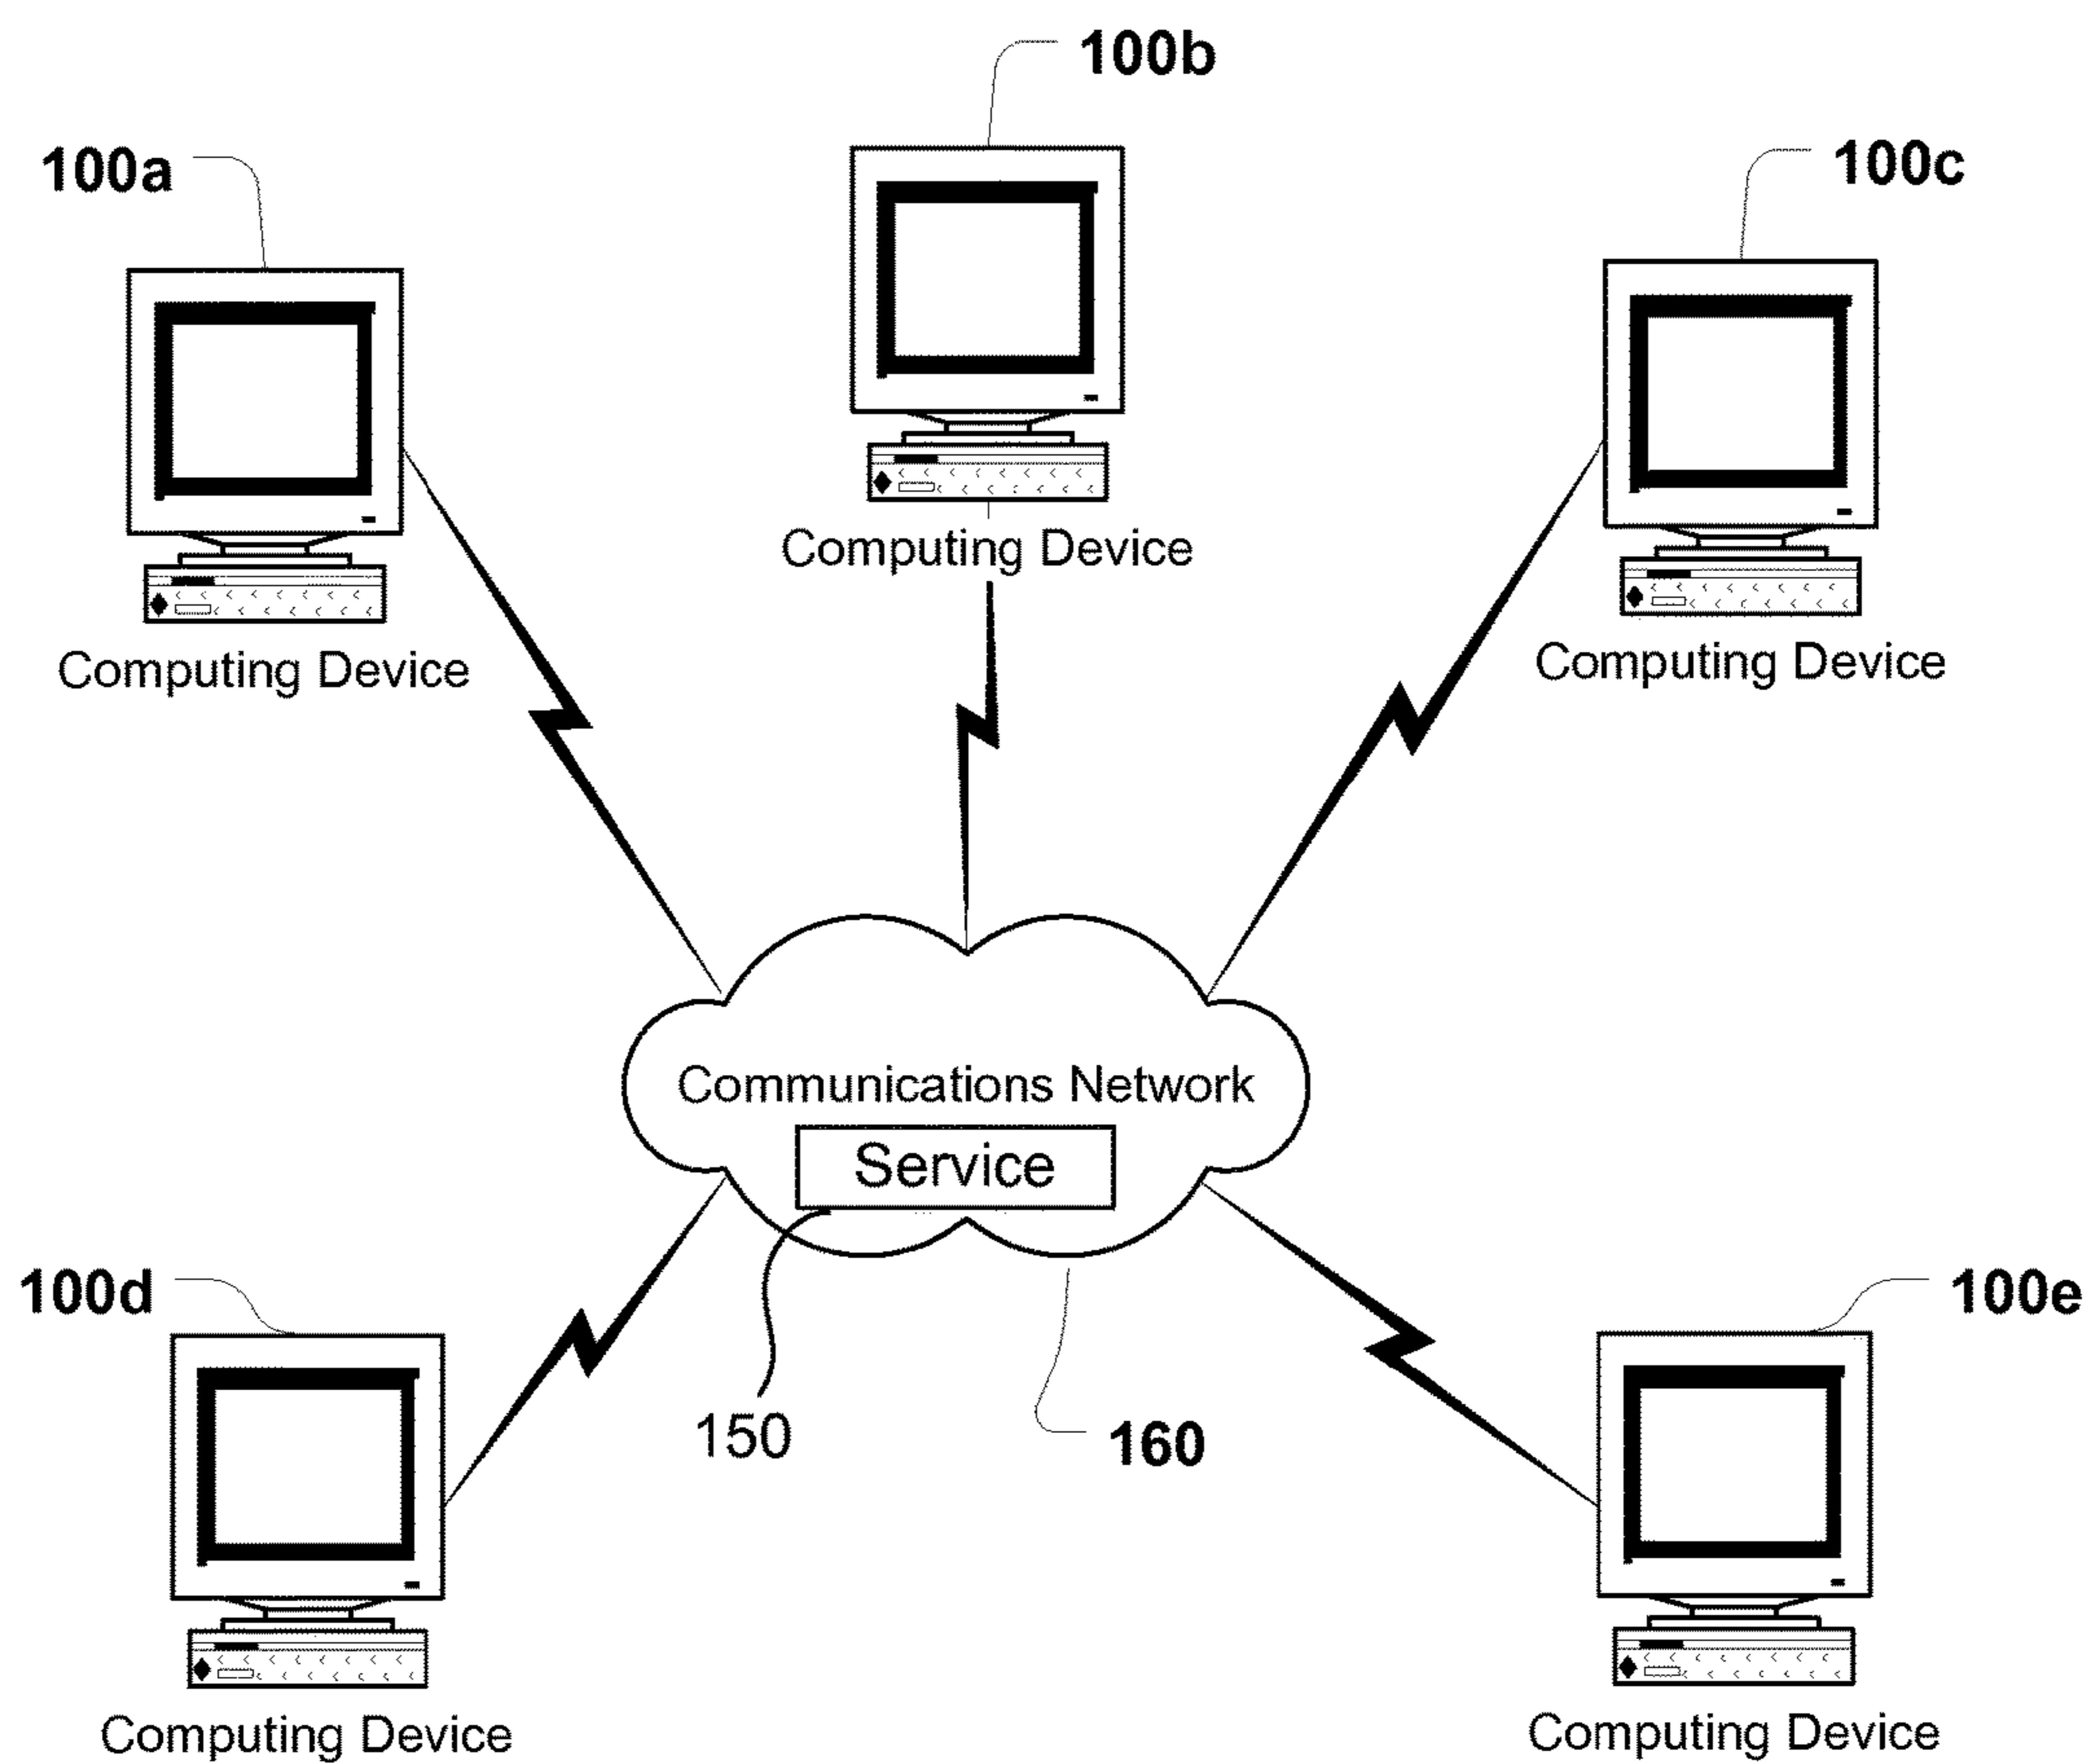 100b
100a
100c
Computing Device
Computing Device
Computing Device
Communications Network
Service
100d
100e
150
160
Computing Device
Computing Device